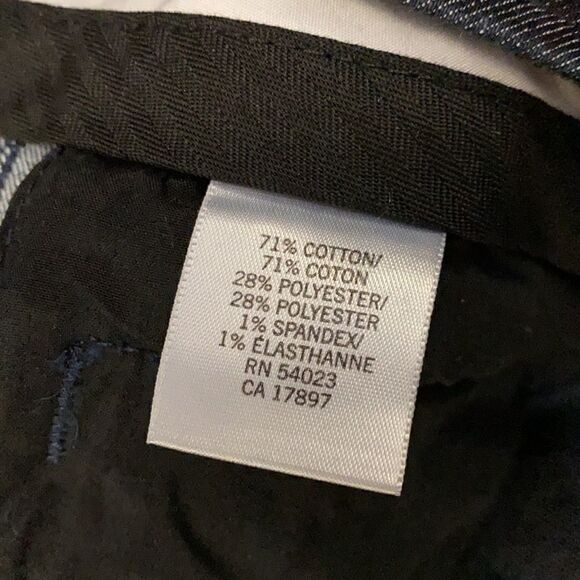 71% COTTON/
71% COTON
28% POLYESTER/
28% POLYESTER
1% SPANDEX/
1% ÉLASTHANNE
RN 54023
CA 17897